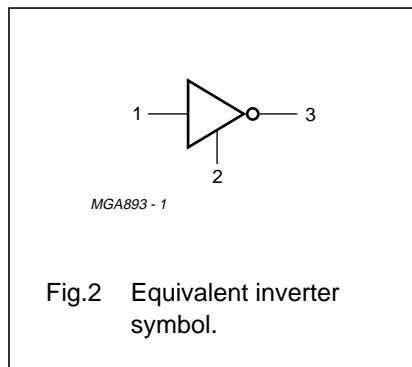 1
3
2
MGA893 - 1
Fig.2 Equivalent inverter
symbol.